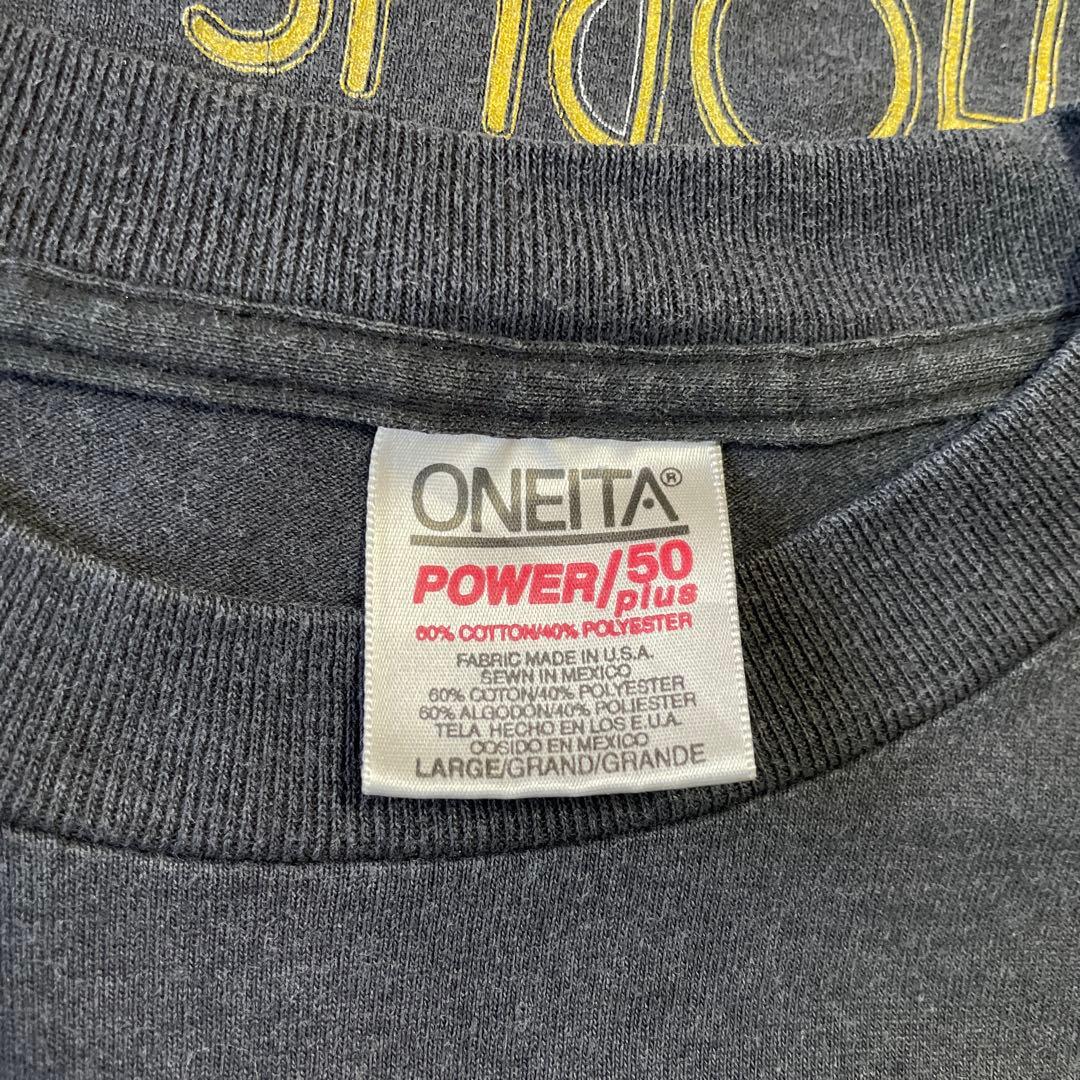 ONEITA®
POWER/50 plus
60% COTTON/40% POLYESTER
FABRIC MADE IN U.S.A.
SEWN IN MEXICO
60% COTON/40% POLYESTER
60% ALGODON/40% POLIESTER
TELA HECHO EN LOS E.U.A.
COSIDO EN MEXICO
LARGE/GRAND/GRANDE